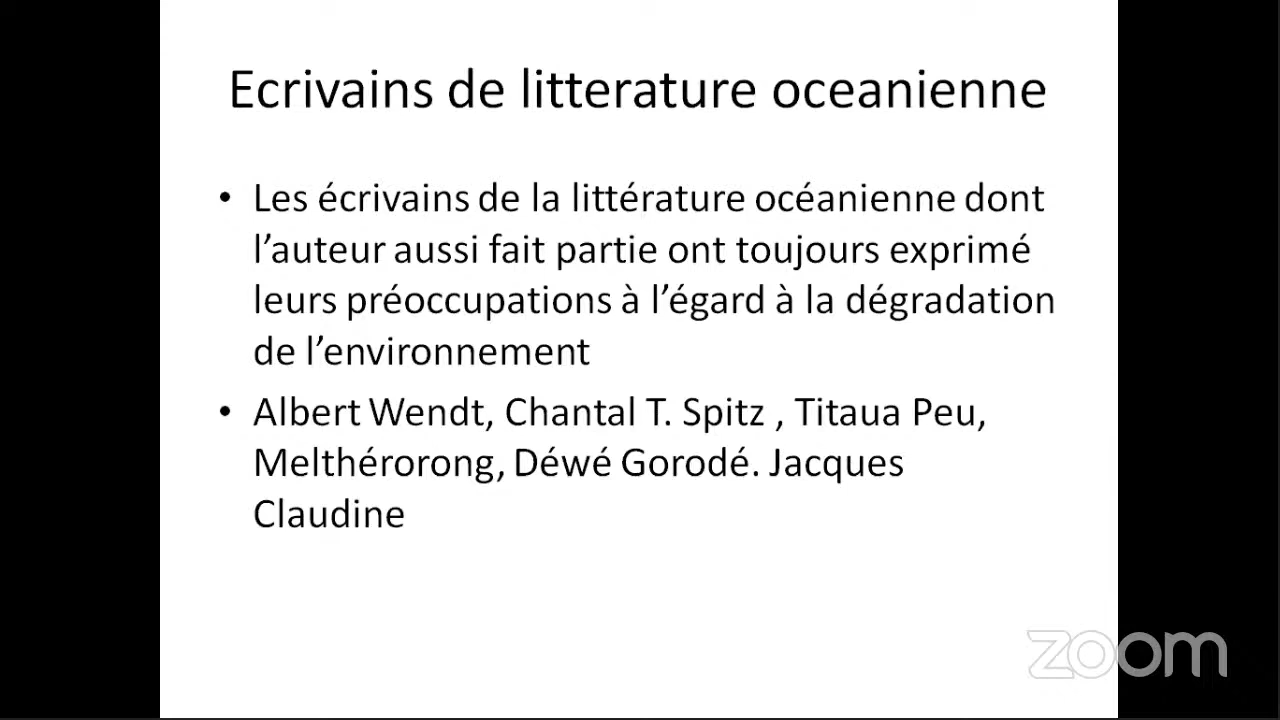 Ecrivains de litterature oceanienne
• Les écrivains de la littérature océanienne dont
l’auteur aussi fait partie ont toujours exprimé
leurs préoccupations à l’égard à la dégradation
de l’environnement
• Albert Wendt, Chantal T. Spitz , Titaua Peu,
Melthérorong, Déwé Gorodé. Jacques
Claudine
zoom